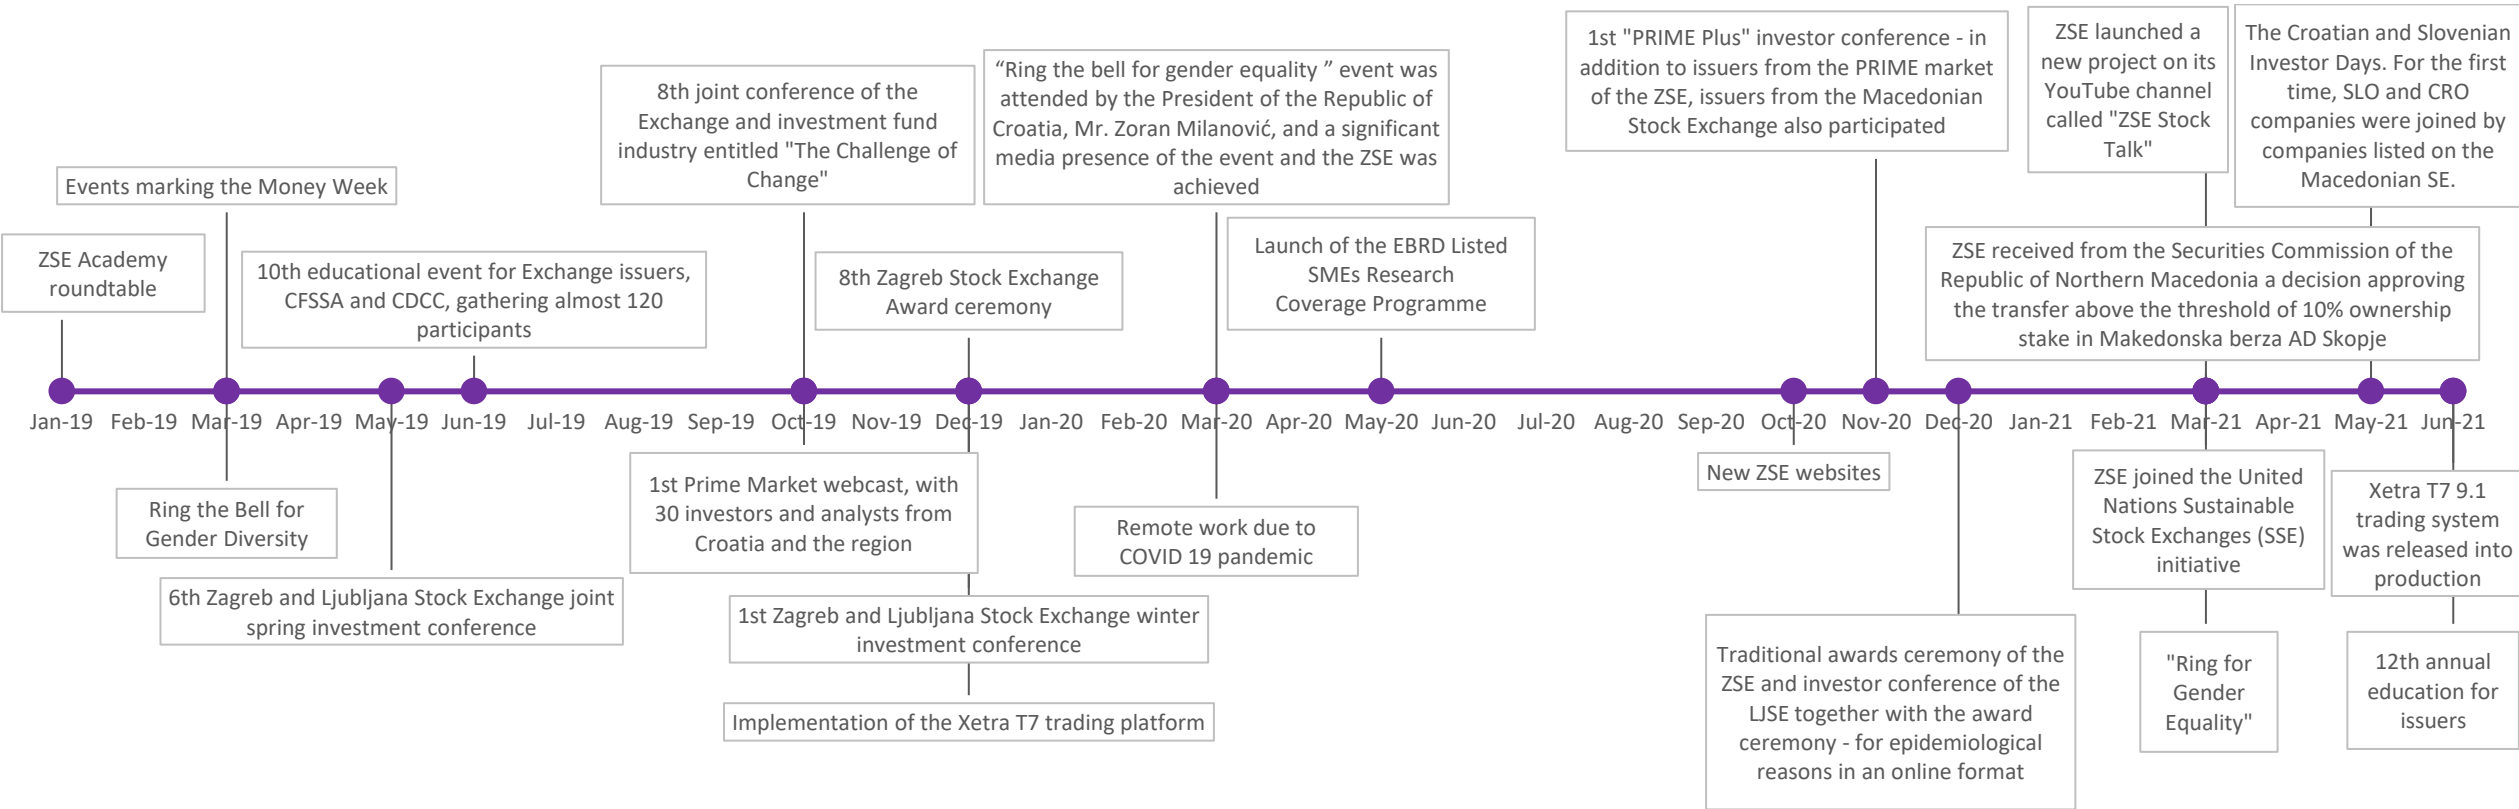 ZSE Academy
roundtable
Events marking the Money Week
10th educational event for Exchange issuers,
CFSSA and CDCC, gathering almost 120
participants
8th joint conference of the
Exchange and investment fund
industry entitled "The Challenge of
Change"
8th Zagreb Stock Exchange
Award ceremony
“Ring the bell for gender equality ” event was
attended by the President of the Republic of
Croatia, Mr. Zoran Milanović, and a significant
media presence of the event and the ZSE was
achieved
Launch of the EBRD Listed
SMEs Research
Coverage Programme
1st "PRIME Plus" investor conference - in
addition to issuers from the PRIME market
of the ZSE, issuers from the Macedonian
Stock Exchange also participated
ZSE launched a
new project on its
YouTube channel
called "ZSE Stock
Talk"
The Croatian and Slovenian
Investor Days. For the first
time, SLO and CRO
companies were joined by
companies listed on the
Macedonian SE.
ZSE received from the Securities Commission of the
Republic of Northern Macedonia a decision approving
the transfer above the threshold of 10% ownership
stake in Makedonska berza AD Skopje
Jan-19 Feb-19 Mar-19 Apr-19 May-19 Jun-19 Jul-19 Aug-19 Sep-19 Oct-19 Nov-19 Dec-19 Jan-20 Feb-20 Mar-20 Apr-20 May-20 Jun-20 Jul-20 Aug-20 Sep-20 Oct-20 Nov-20 Dec-20 Jan-21 Feb-21 Mar-21 Apr-21 May-21 Jun-21
Ring the Bell for
Gender Diversity
6th Zagreb and Ljubljana Stock Exchange joint
spring investment conference
1st Prime Market webcast, with
30 investors and analysts from
Croatia and the region
1st Zagreb and Ljubljana Stock Exchange winter
investment conference
Implementation of the Xetra T7 trading platform
Remote work due to
COVID 19 pandemic
New ZSE websites
Traditional awards ceremony of the
ZSE and investor conference of the
LJSE together with the award
ceremony - for epidemiological
reasons in an online format
ZSE joined the United
Nations Sustainable
Stock Exchanges (SSE)
initiative
"Ring for
Gender
Equality"
Xetra T7 9.1
trading system
was released into
production
12th annual
education for
issuers